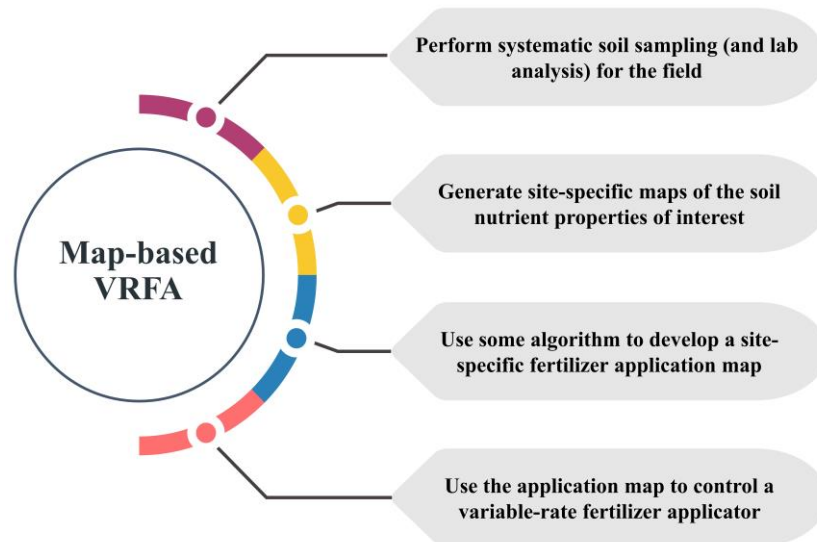 Perform systematic soil sampling (and lab
analysis) for the field
Generate site-specific maps of the soil
nutrient properties of interest
Map-based
VRFA
Use some algorithm to develop a site-
specific fertilizer application map
Use the application map to control a
variable-rate fertilizer applicator